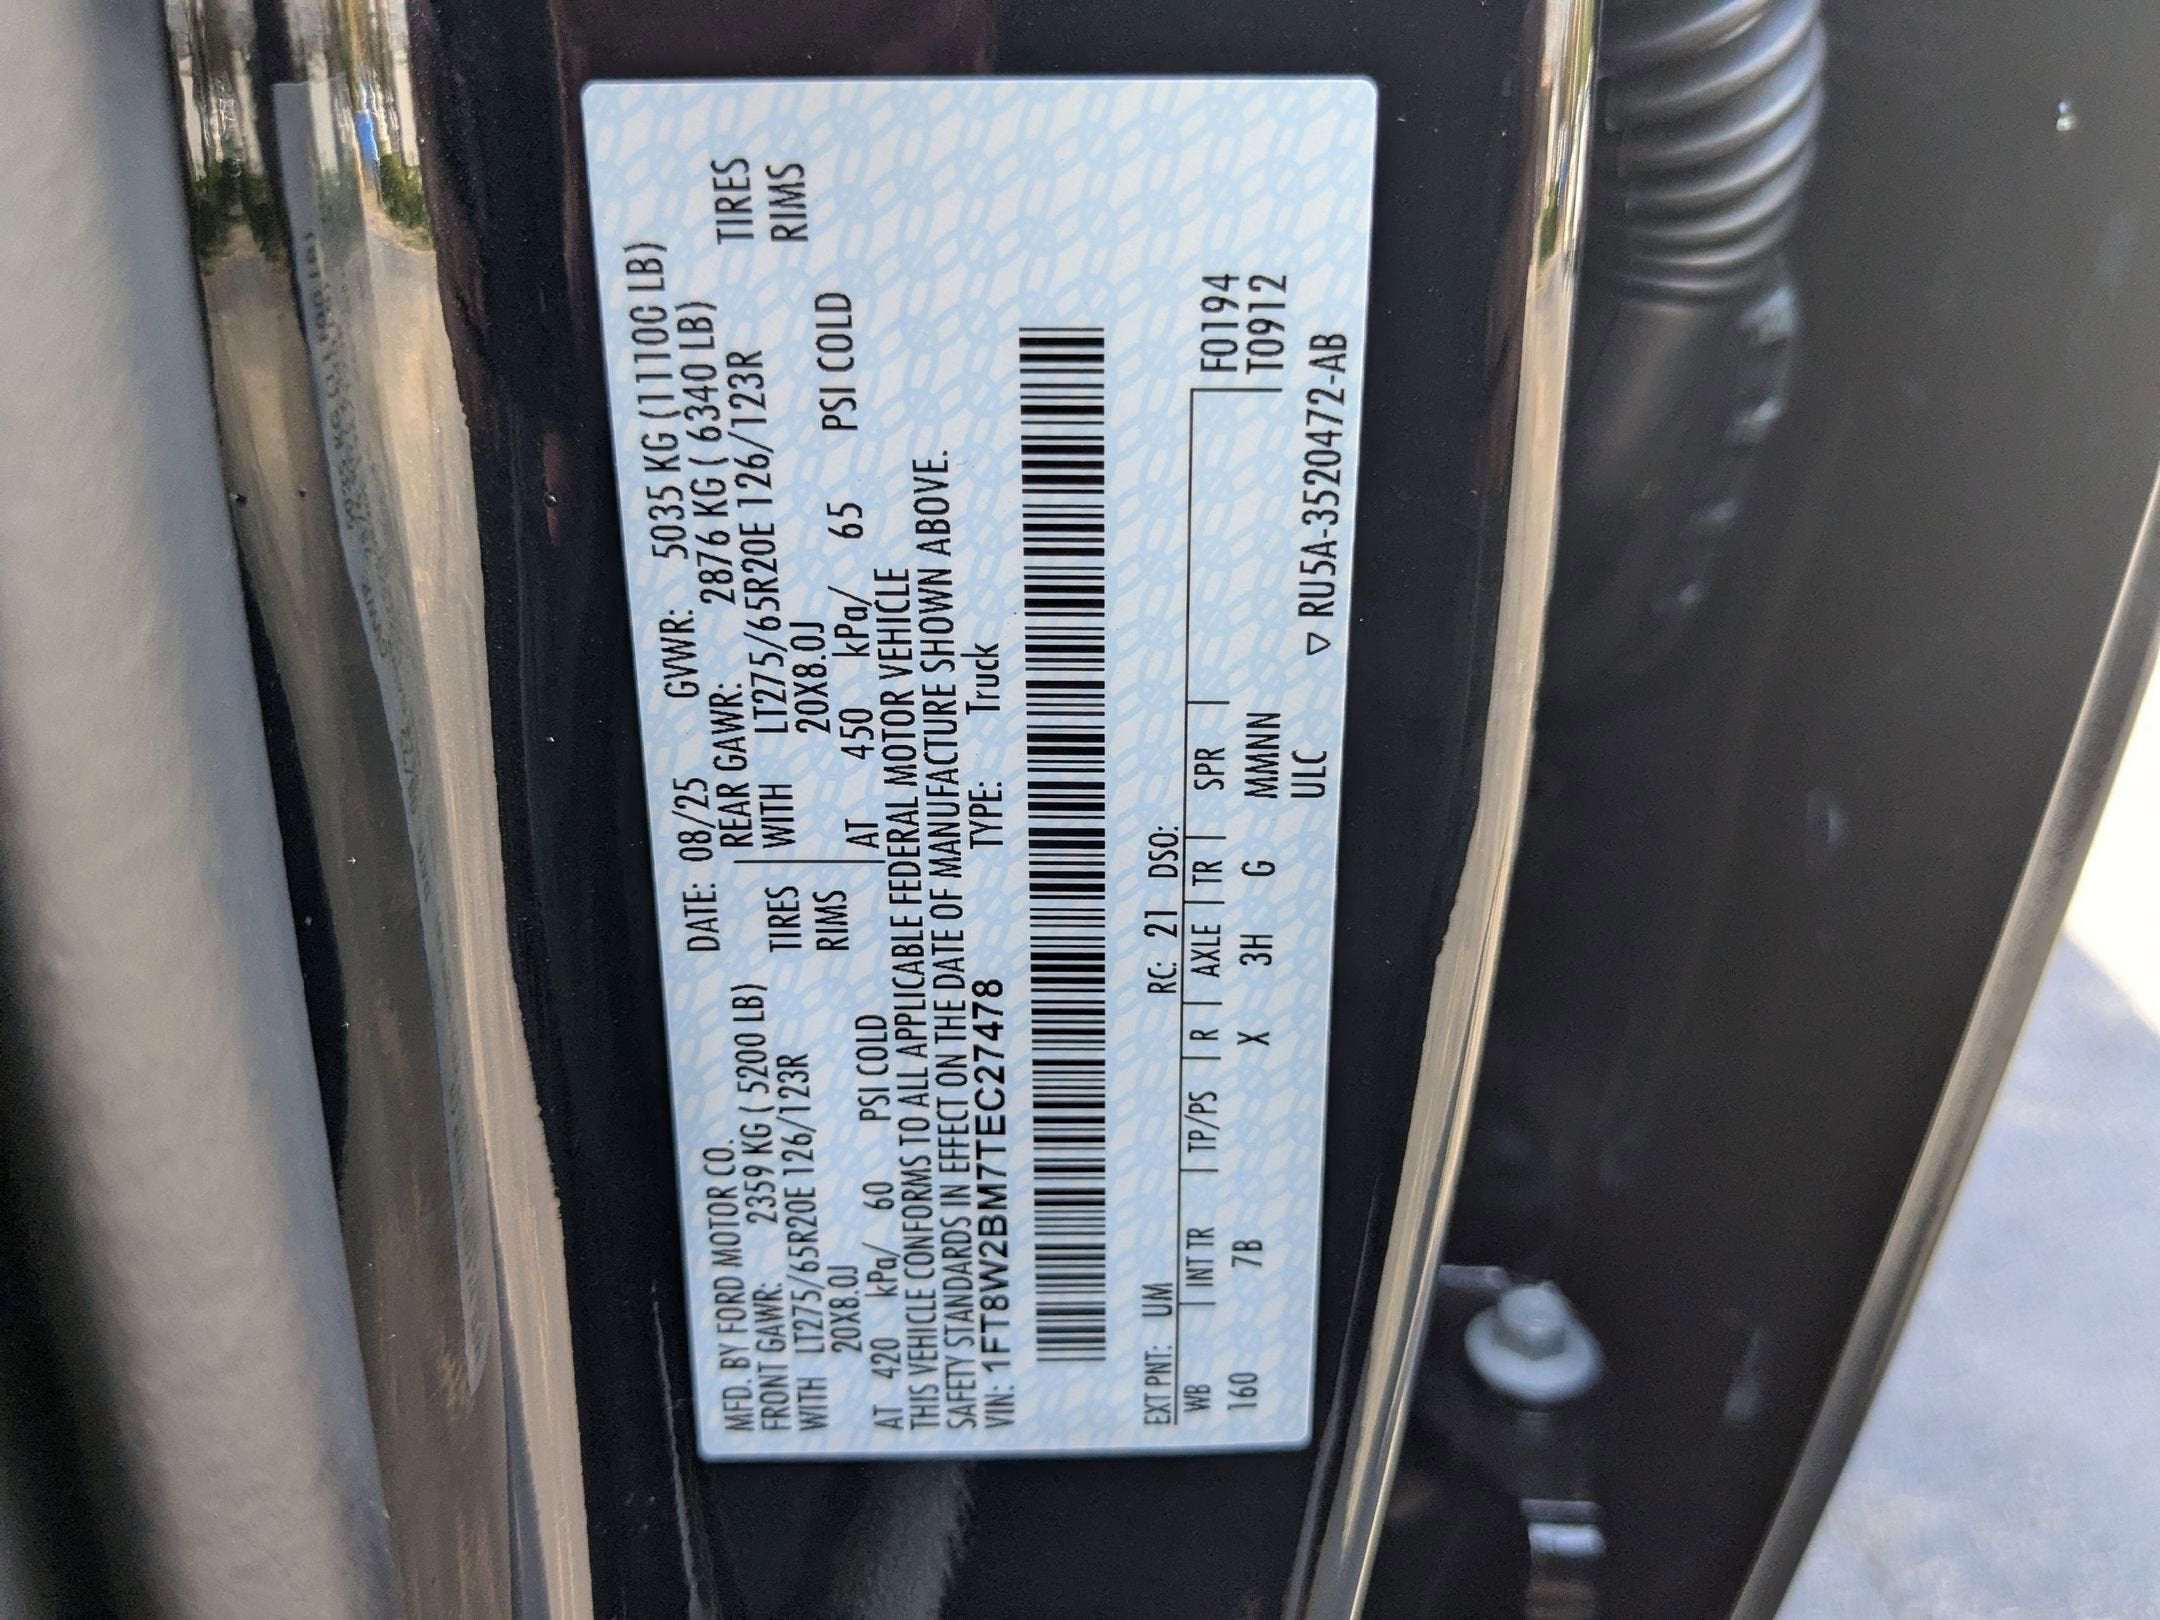 MFD. BY FORD MOTOR CO. DATE: 08/25 GVWR: 5035 KG (11100 LB)
FRONT GAWR: 2359 KG ( 5200 LB) REAR GAWR: 2876 KG ( 6340 LB)
WITH LT275/65R20E 126/123R TIRES WITH LT275/65R20E 126/123R TIRES
20X8.0J RIMS 20X8.0J RIMS
AT 420 kPa/ 60 PSI COLD AT 450 kPa/ 65 PSI COLD
THIS VEHICLE CONFORMS TO ALL APPLICABLE FEDERAL MOTOR VEHICLE
SAFETY STANDARDS IN EFFECT ON THE DATE OF MANUFACTURE SHOWN ABOVE.
VIN: 1FT8W2BM7TEC27478 TYPE: Truck
EXT PNT: UM RC: 21 DSO:
WB INT TR TP/PS R AXLE TR SPR F0194
160 7B X 3H G MMNN T0912
ULC ▽ RU5A-3520472-AB